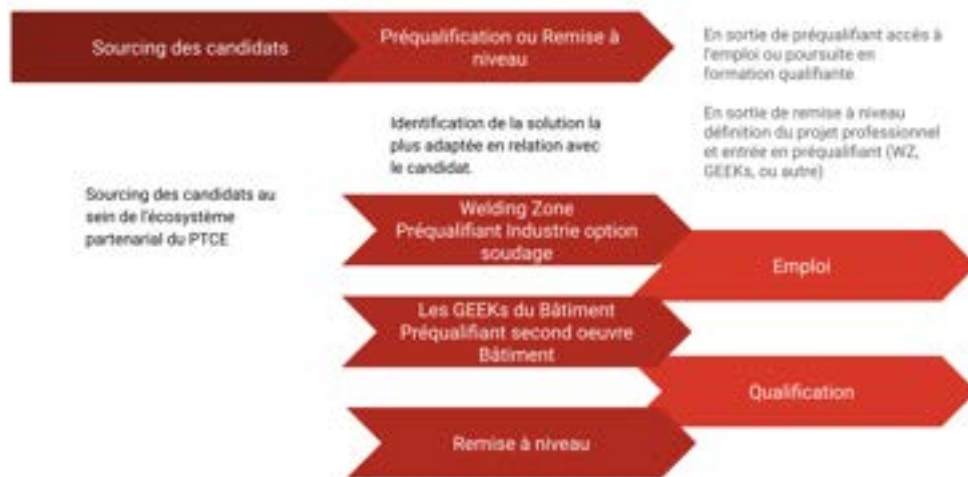 Sourcing des candidats
Préqualification ou Remise à
niveau
En sortie de préqualifiant accès à
l'emploi ou poursuite en
formation qualifiante
En sortie de remise à niveau
définition du projet professionnel
et entrée en préqualifiant (WZ,
GEEKs, ou autre)
Identification de la solution la
plus adaptée en relation avec
le candidat.
Sourcing des candidats au
sein de l'écosystème
partenarial du PTCE
Welding Zone
Préqualifiant Industrie option
soudage
Emploi
Les GEEKs du Bâtiment
Préqualifiant second oeuvre
Bâtiment
Qualification
Remise à niveau